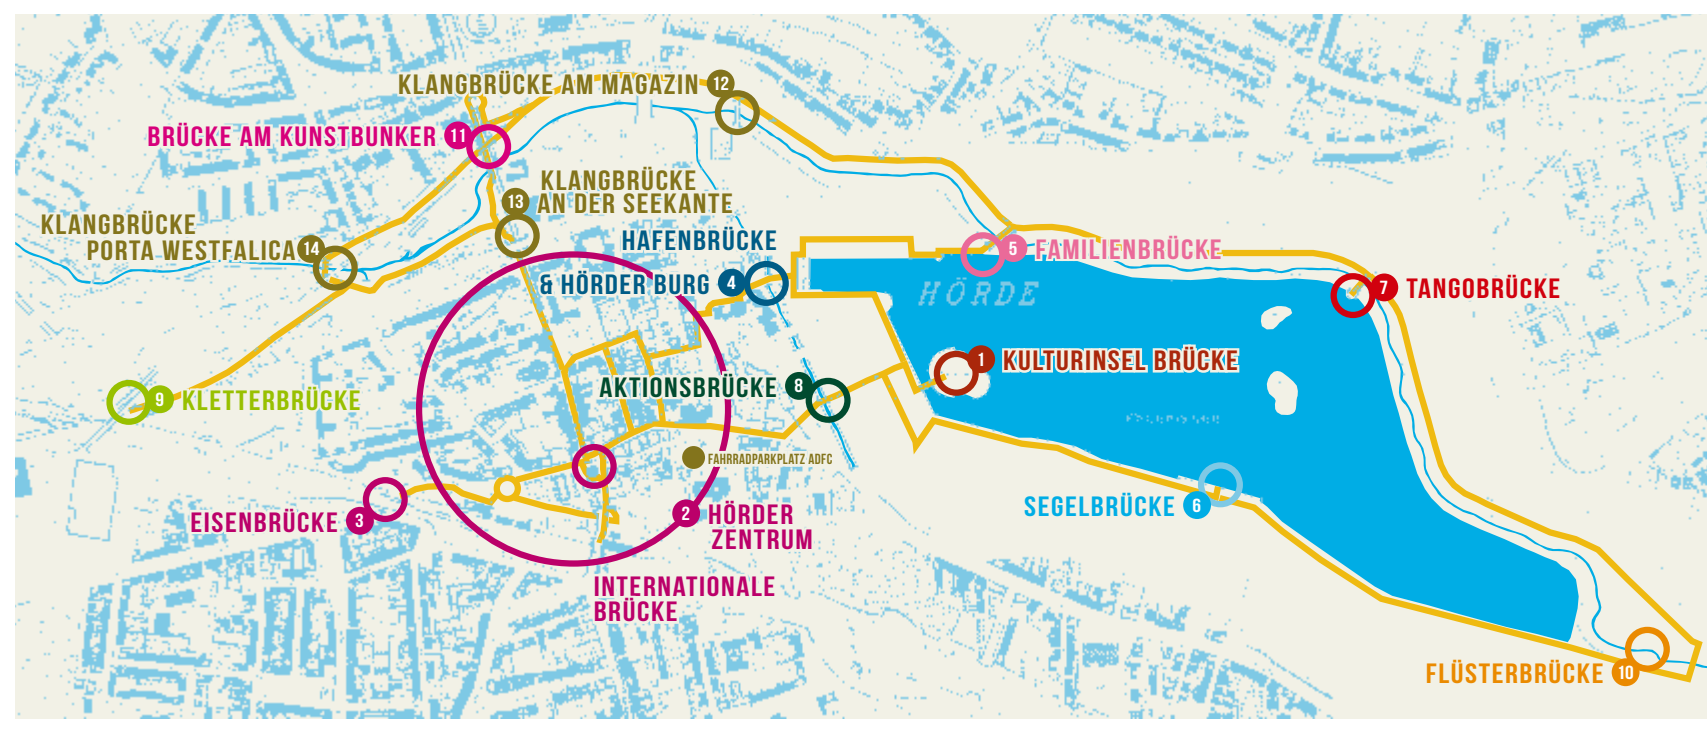 KLANGBRÜCKE AM MAGAZIN 12
BRÜCKE AM KUNSTBUNKER 11
KLANGBRÜCKE
13 AN DER SEEKANTE
KLANGBRÜCKE
PORTA WESTFALICA 14
HAFENBRÜCKE
& HÖRDER BURG 4
5 FAMILIENBRÜCKE
HÖRDE
7 TANGOBRÜCKE
1 KULTURINSEL BRÜCKE
AKTIONSBRÜCKE 8
9 KLETTERBRÜCKE
FAHRRADPARKPLATZ ADFC
SEGELBRÜCKE 6
EISENBRÜCKE 3
2 HÖRDER
ZENTRUM
INTERNATIONALE
BRÜCKE
FLÜSTERBRÜCKE 10